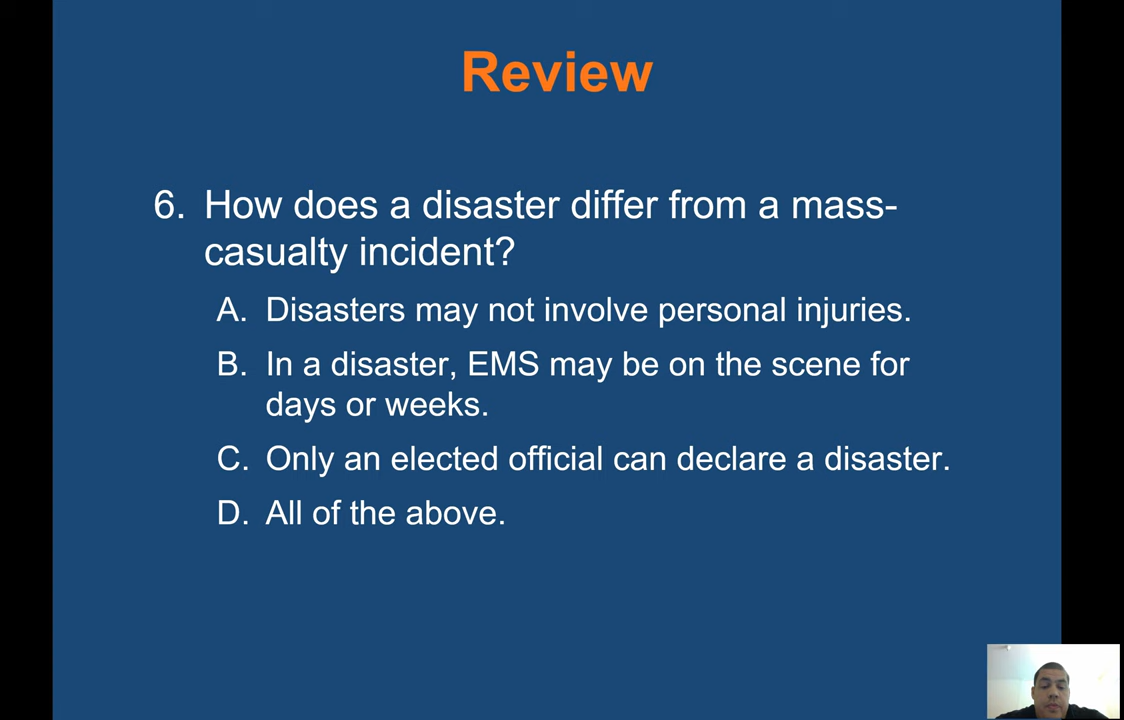 Review
6. How does a disaster differ from a mass-
casualty incident?
A. Disasters may not involve personal injuries.
B. In a disaster, EMS may be on the scene for
days or weeks.
C. Only an elected official can declare a disaster.
D. All of the above.